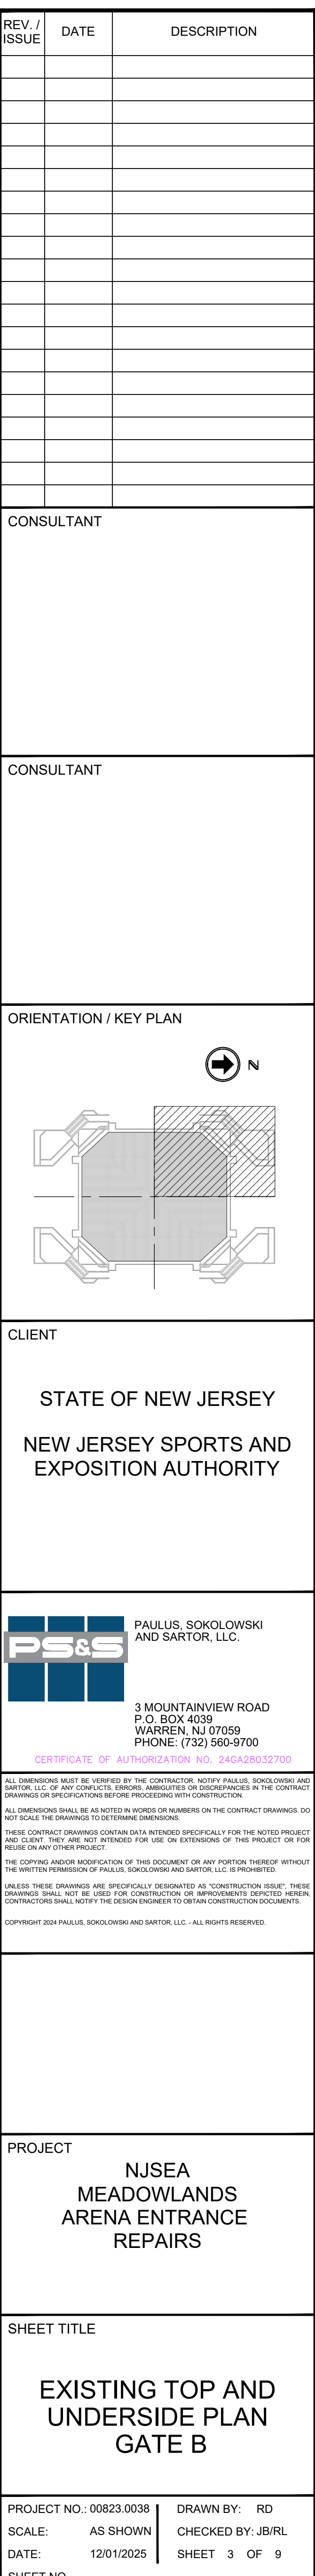 REV. /
ISSUE
DATE
DESCRIPTION
CONSULTANT
CONSULTANT
ORIENTATION / KEY PLAN
N
CLIENT
STATE OF NEW JERSEY
NEW JERSEY SPORTS AND
EXPOSITION AUTHORITY
PS&S
PAULUS, SOKOLOWSKI
AND SARTOR, LLC.
3 MOUNTAINVIEW ROAD
P.O. BOX 4039
WARREN, NJ 07059
PHONE: (732) 560-9700
CERTIFICATE OF AUTHORIZATION NO. 24GA28032700
ALL DIMENSIONS MUST BE VERIFIED BY THE CONTRACTOR. NOTIFY PAULUS, SOKOLOWSKI AND
SARTOR, LLC. OF ANY CONFLICTS, ERRORS, AMBIGUITIES OR DISCREPANCIES IN THE CONTRACT
DRAWINGS OR SPECIFICATIONS BEFORE PROCEEDING WITH CONSTRUCTION.
ALL DIMENSIONS SHALL BE AS NOTED IN WORDS OR NUMBERS ON THE CONTRACT DRAWINGS. DO
NOT SCALE THE DRAWINGS TO DETERMINE DIMENSIONS.
THESE CONTRACT DRAWINGS CONTAIN DATA INTENDED SPECIFICALLY FOR THE NOTED PROJECT
AND CLIENT. THEY ARE NOT INTENDED FOR USE ON EXTENSIONS OF THIS PROJECT OR FOR
REUSE ON ANY OTHER PROJECT.
THE COPYING AND/OR MODIFICATION OF THIS DOCUMENT OR ANY PORTION THEREOF WITHOUT
THE WRITTEN PERMISSION OF PAULUS, SOKOLOWSKI AND SARTOR, LLC. IS PROHIBITED.
UNLESS THESE DRAWINGS ARE SPECIFICALLY DESIGNATED AS "CONSTRUCTION ISSUE", THESE
DRAWINGS SHALL NOT BE USED FOR CONSTRUCTION OR IMPROVEMENTS DEPICTED HEREIN,
CONTRACTORS SHALL NOTIFY THE DESIGN ENGINEER TO OBTAIN CONSTRUCTION DOCUMENTS.
COPYRIGHT 2024 PAULUS, SOKOLOWSKI AND SARTOR, LLC. - ALL RIGHTS RESERVED.
PROJECT
NJSEA
MEADOWLANDS
ARENA ENTRANCE
REPAIRS
SHEET TITLE
EXISTING TOP AND
UNDERSIDE PLAN
GATE B
PROJECT NO.: 00823.0038
DRAWN BY: RD
SCALE: AS SHOWN
CHECKED BY: JB/RL
DATE: 12/01/2025
SHEET 3 OF 9